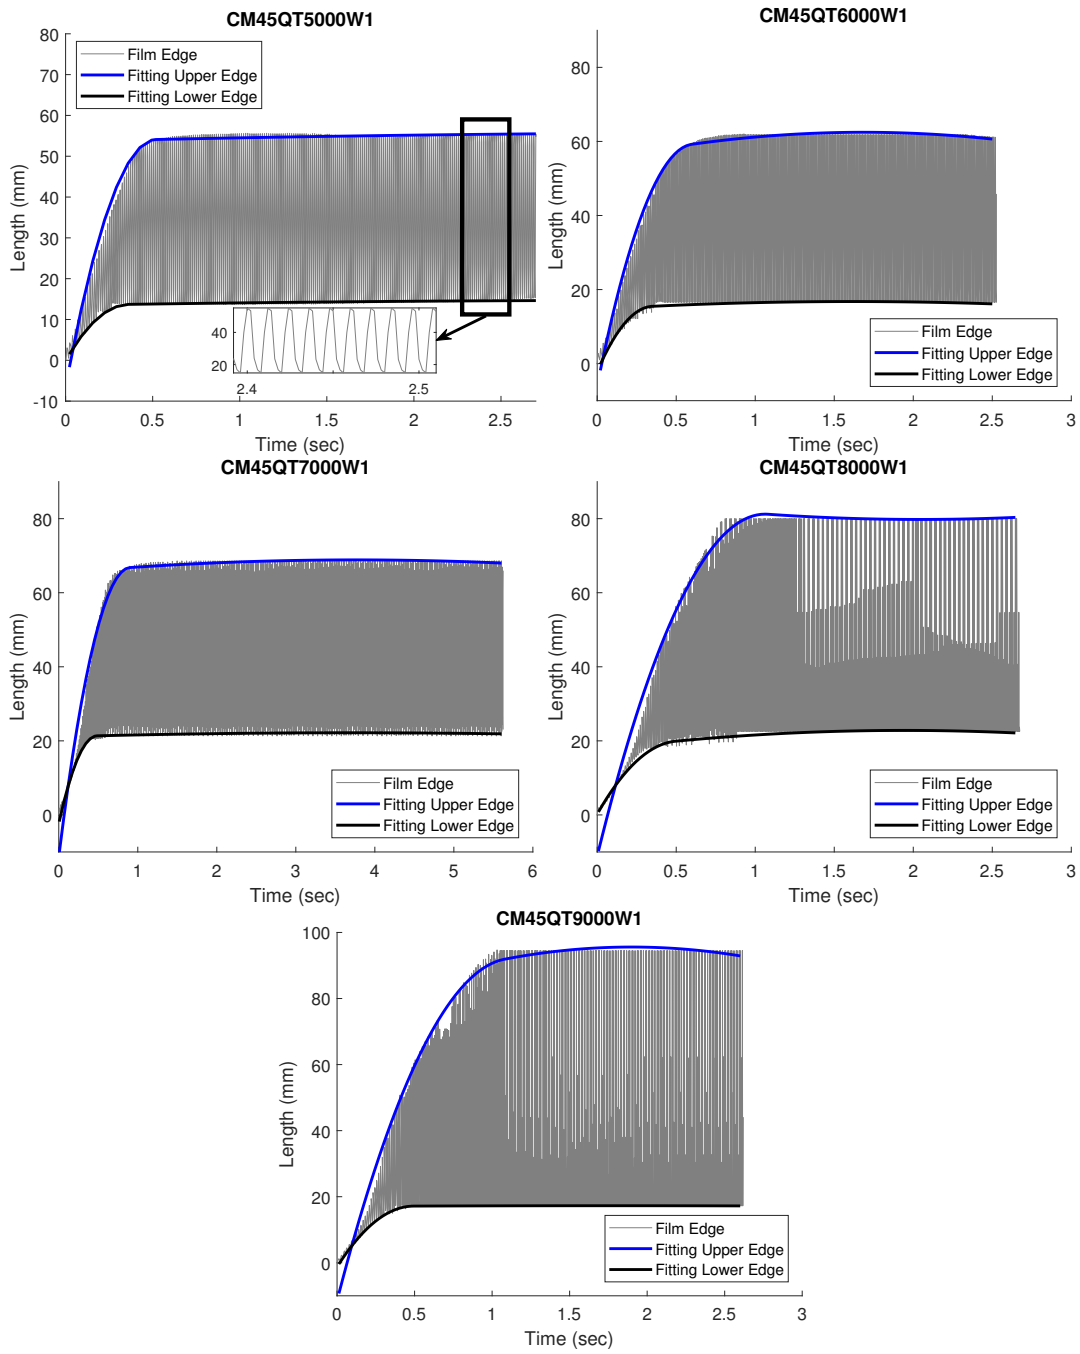 CM45QT5000W1
80
70
60
50
40
30
20
10
0
-10
Length (mm)
Film Edge
Fitting Upper Edge
Fitting Lower Edge
40
20
2.4 2.5
0 0.5 1 1.5 2 2.5
Time (sec)
CM45QT6000W1
80
60
40
20
0
Length (mm)
Film Edge
Fitting Upper Edge
Fitting Lower Edge
0 0.5 1 1.5 2 2.5 3
Time (sec)
CM45QT7000W1
80
60
40
20
0
Length (mm)
Film Edge
Fitting Upper Edge
Fitting Lower Edge
0 1 2 3 4 5 6
Time (sec)
CM45QT8000W1
80
60
40
20
0
Length (mm)
Film Edge
Fitting Upper Edge
Fitting Lower Edge
0 0.5 1 1.5 2 2.5 3
Time (sec)
CM45QT9000W1
100
80
60
40
20
0
Length (mm)
Film Edge
Fitting Upper Edge
Fitting Lower Edge
0 0.5 1 1.5 2 2.5 3
Time (sec)